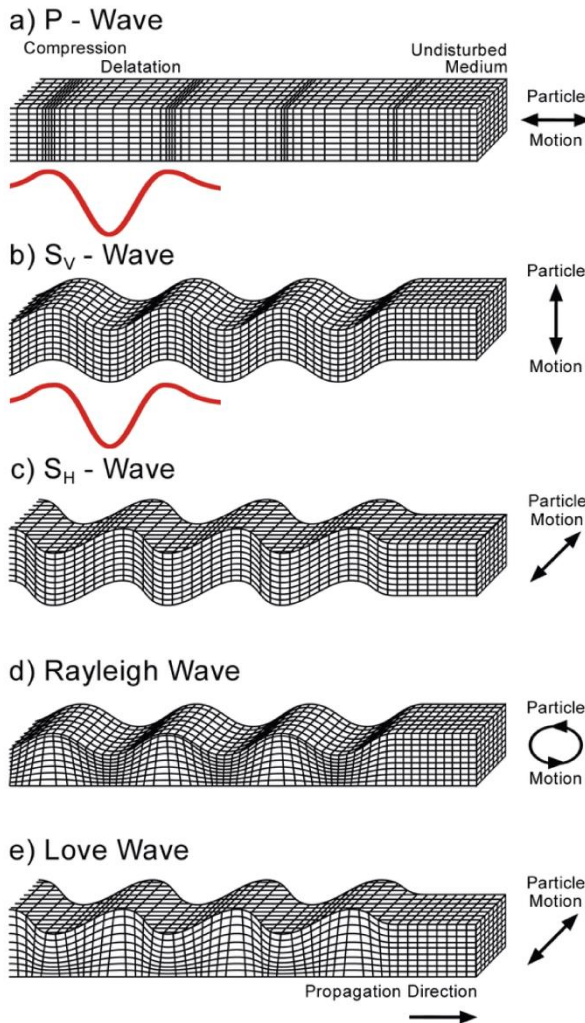 a) P - Wave
Compression
Delatation
Undisturbed
Medium
Particle
Motion
b) SV - Wave
Particle
Motion
c) SH - Wave
Particle
Motion
d) Rayleigh Wave
Particle
Motion
e) Love Wave
Particle
Motion
Propagation Direction